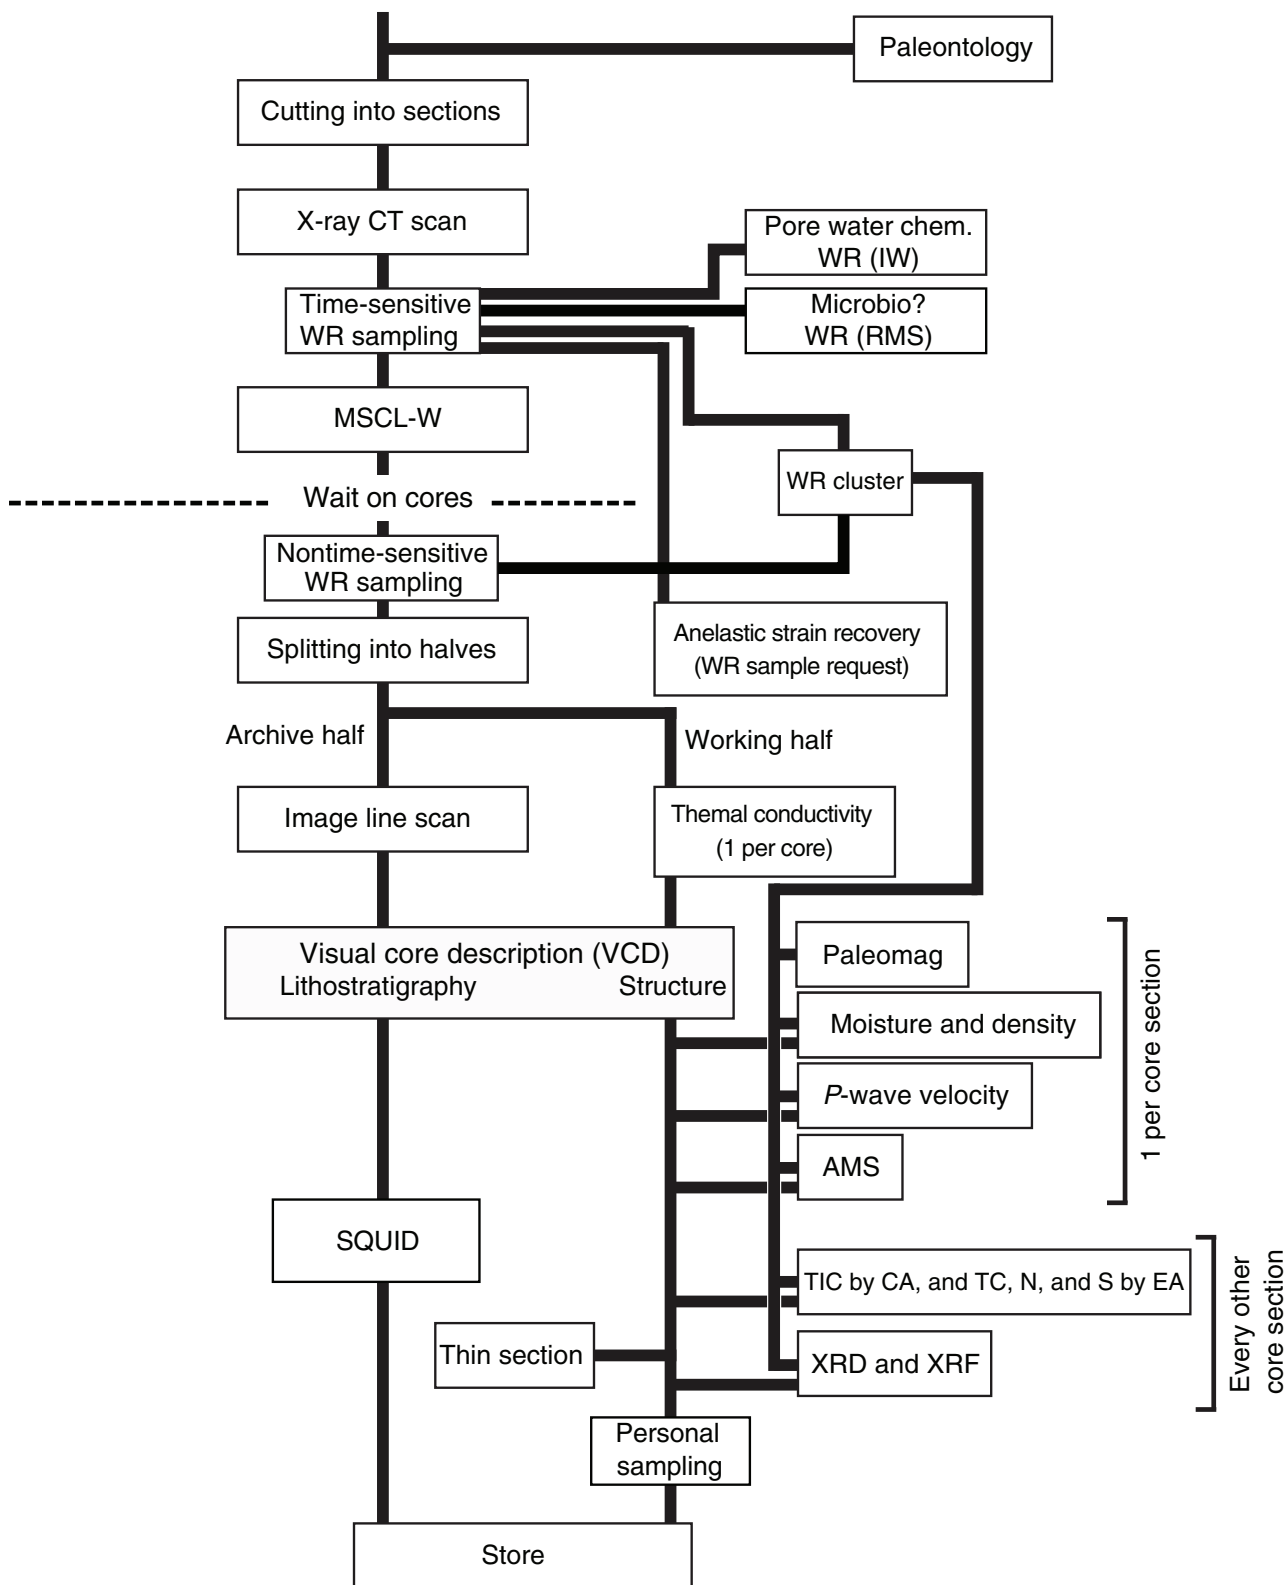 Paleontology
Cutting into sections
X-ray CT scan
Pore water chem.
WR (IW)
Time-sensitive
WR sampling
Microbio?
WR (RMS)
MSCL-W
WR cluster
Wait on cores
Nontime-sensitive
WR sampling
Splitting into halves
Anelastic strain recovery
(WR sample request)
Archive half
Working half
Image line scan
Themal conductivity
(1 per core)
Visual core description (VCD)
Lithostratigraphy
Structure
Paleomag
Moisture and density
P-wave velocity
AMS
1 per core section
SQUID
TIC by CA, and TC, N, and S by EA
Thin section
XRD and XRF
Every other
core section
Personal
sampling
Store